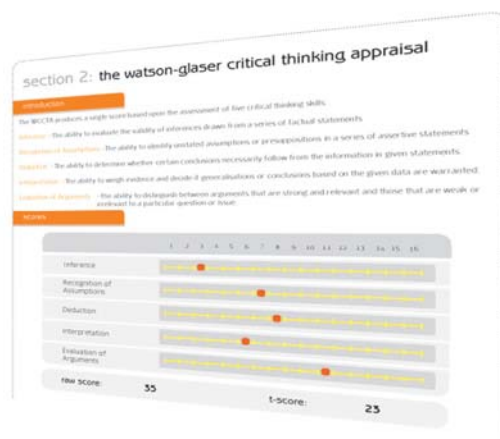 section 2: the watson-glaser critical thinking appraisal
introduction
The WGCTA produces a single score based upon the assessment of five critical thinking skills
Inference - The ability to evaluate the validity of inferences drawn from a series of factual statements
Recognition of Assumptions - The ability to identify unstated assumptions or presuppositions in a series of assertive statements
Deduction - The ability to determine whether certain conclusions necessarily follow from the information in given statements.
Interpretation - The ability to weigh evidence and decide if generalisations or conclusions based on the given data are warranted
Evaluation of Arguments - The ability to distinguish between arguments that are strong and relevant and those that are weak or
irrelevant to a particular question or issue
scores
1 2 3 4 5 6 7 8 9 10 11 12 13 14 15 16
Inference
Recognition of
Assumptions
Deduction
Interpretation
Evaluation of
Arguments
raw score: 35 t-score: 23